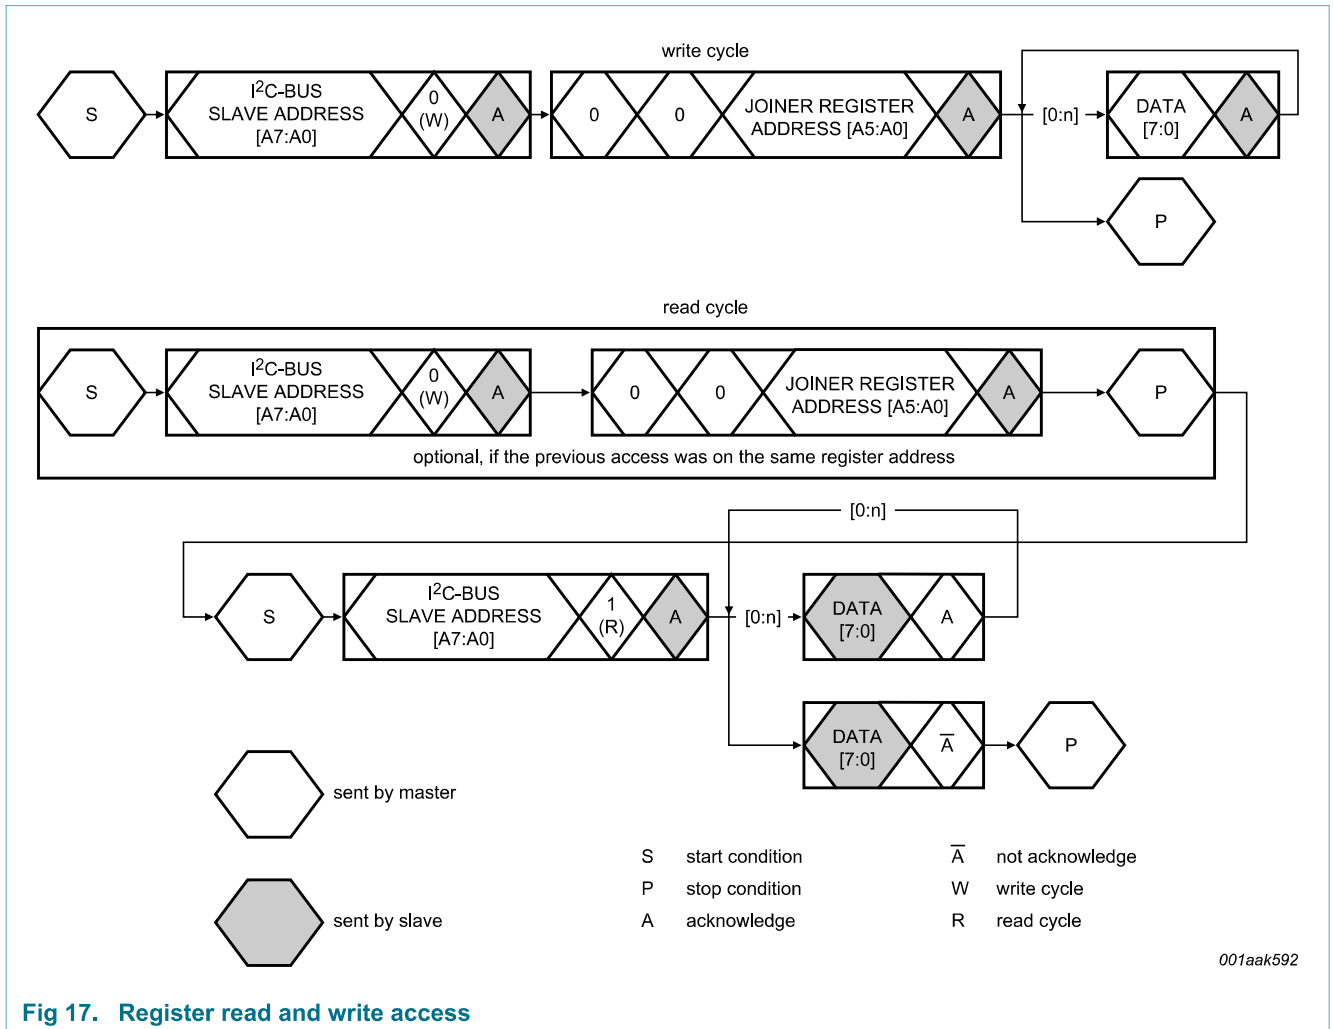 write cycle
S
I2C-BUS
SLAVE ADDRESS
[A7:A0]
0
(W)
A
0
0
JOINER REGISTER
ADDRESS [A5:A0]
A
[0:n]
DATA
[7:0]
A
P
read cycle
S
I2C-BUS
SLAVE ADDRESS
[A7:A0]
0
(W)
A
0
0
JOINER REGISTER
ADDRESS [A5:A0]
A
P
optional, if the previous access was on the same register address
[0:n]
S
I2C-BUS
SLAVE ADDRESS
[A7:A0]
1
(R)
A
[0:n]
DATA
[7:0]
A
DATA
[7:0]
A̅
P
sent by master
sent by slave
S start condition
P stop condition
A acknowledge
A̅ not acknowledge
W write cycle
R read cycle
001aak592
Fig 17. Register read and write access